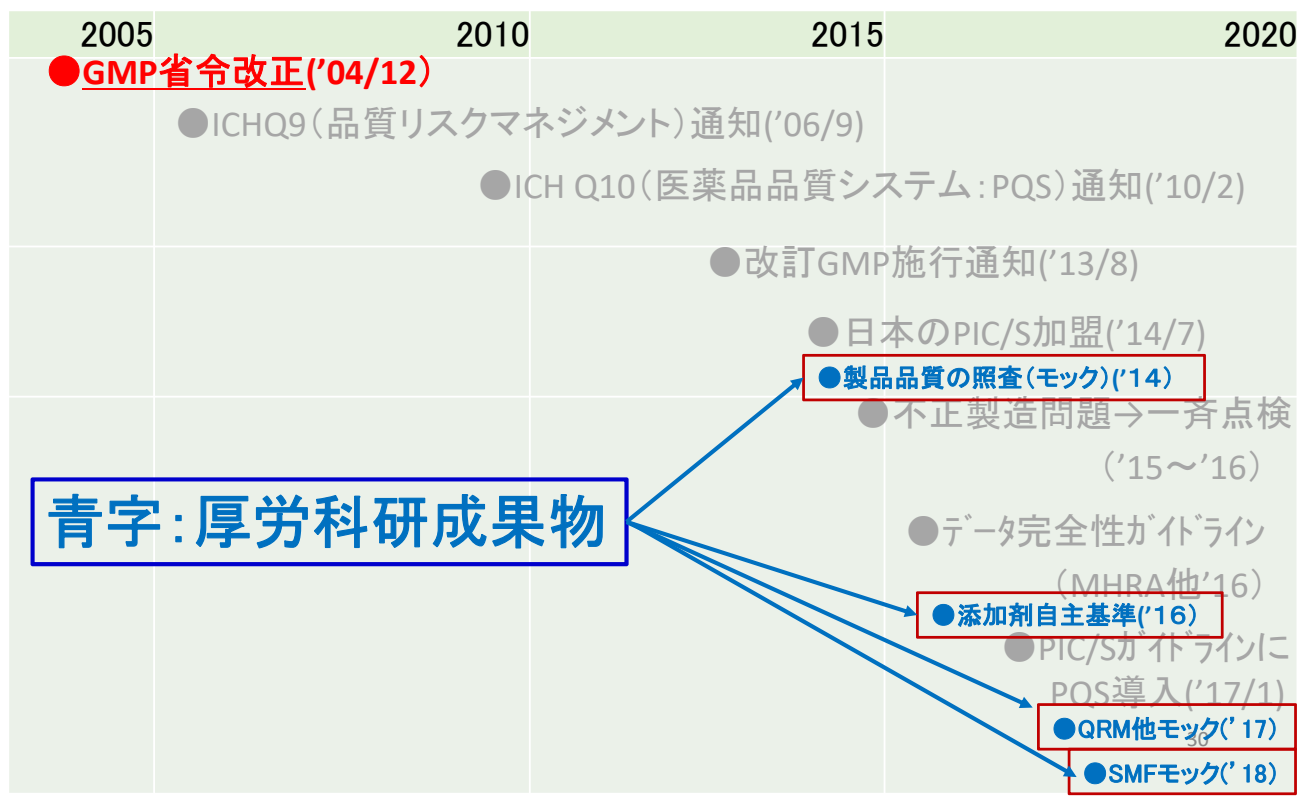 2005 2010 2015 2020
●GMP省令改正('04/12)
●ICHQ9(品質リスクマネジメント)通知('06/9)
●ICH Q10(医薬品品質システム:PQS)通知('10/2)
●改訂GMP施行通知('13/8)
●日本のPIC/S加盟('14/7)
●製品品質の照査(モック)('14)
●不正製造問題→一斉点検
('15~'16)
青字:厚労科研成果物
●データ完全性ガイドライン
(MHRA他'16)
●添加剤自主基準('16)
●PIC/Sガイドラインに
PQS導入('17/1)
●QRM他モック('17)
30
●SMFモック('18)